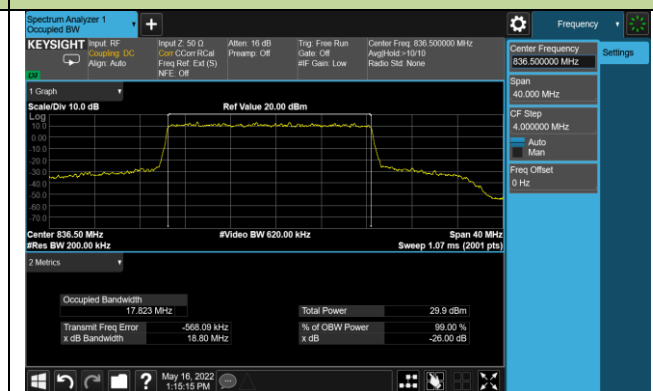 Spectrum Analyzer 1
Occupied BW
+
Frequency
KEYSIGHT
Input: RF
Coupling: DC
Align: Auto
Input Z: 50 Ω
Corr CCorr RCal
Freq Ref: Ext (S)
NFE: Off
Atten: 16 dB
Preamp: Off
Trig: Free Run
Gate: Off
#IF Gain: Low
Center Freq: 836.500000 MHz
Avg|Hold:>10/10
Radio Std: None
Center Frequency
836.500000 MHz
Settings
Span
40.000 MHz
CF Step
4.000000 MHz
Auto
Man
Freq Offset
0 Hz
1 Graph
Scale/Div 10.0 dB
Ref Value 20.00 dBm
Log
10.0
0.00
-10.0
-20.0
-30.0
-40.0
-50.0
-60.0
-70.0
Center 836.50 MHz
#Video BW 620.00 kHz
Span 40 MHz
#Res BW 200.00 kHz
Sweep 1.07 ms (2001 pts)
2 Metrics
Occupied Bandwidth
17.823 MHz
Total Power 29.9 dBm
Transmit Freq Error -568.09 kHz
% of OBW Power 99.00 %
x dB Bandwidth 18.80 MHz
x dB -26.00 dB
?
May 16, 2022
1:15:15 PM